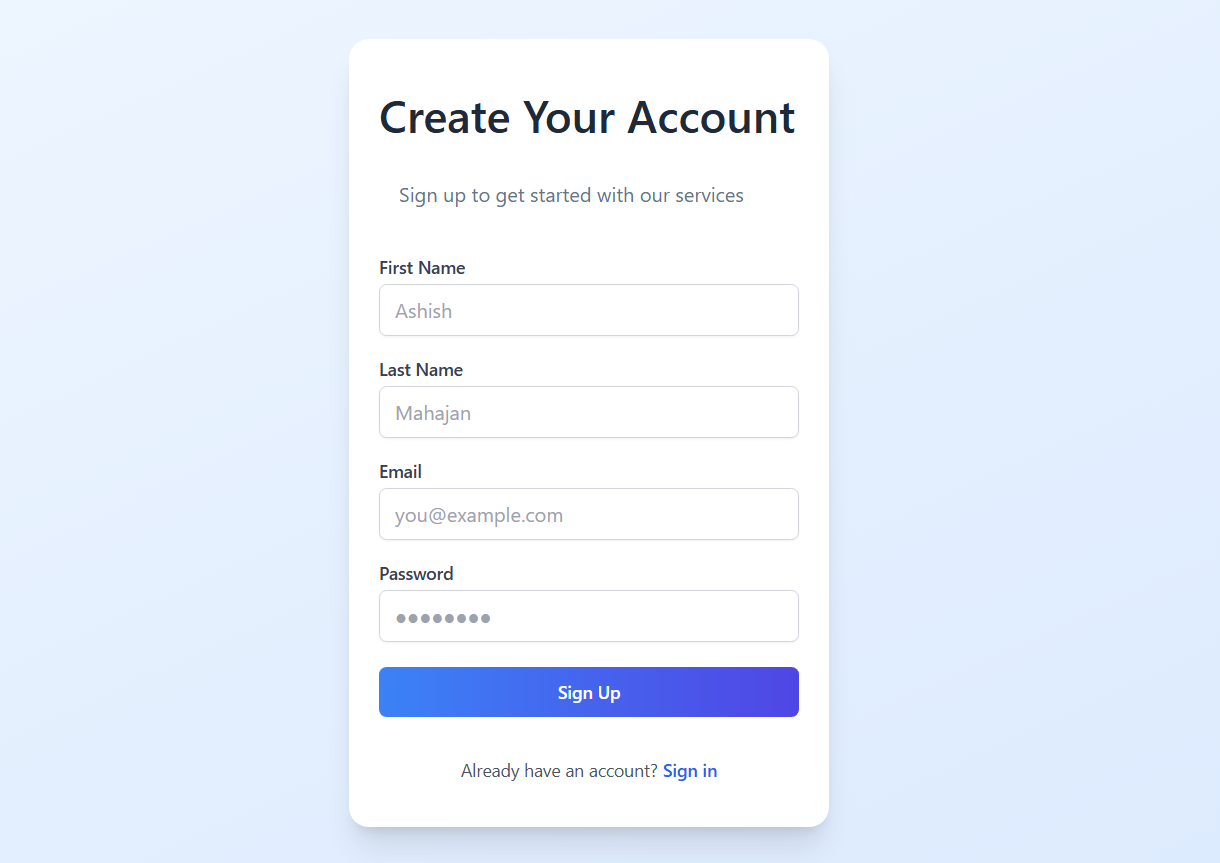 Create Your Account
Sign up to get started with our services
First Name
Ashish
Last Name
Mahajan
Email
you@example.com
Password
●●●●●●●●
Sign Up
Already have an account? Sign in